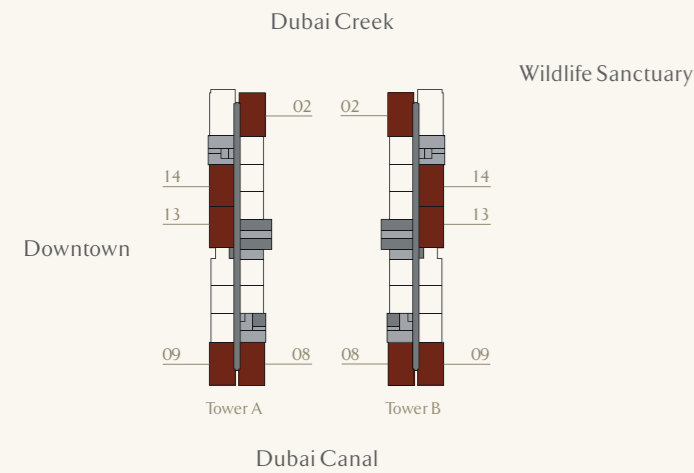 Dubai Creek
Wildlife Sanctuary
02
02
14
14
13
13
Downtown
09
08
08
09
Tower A
Tower B
Dubai Canal